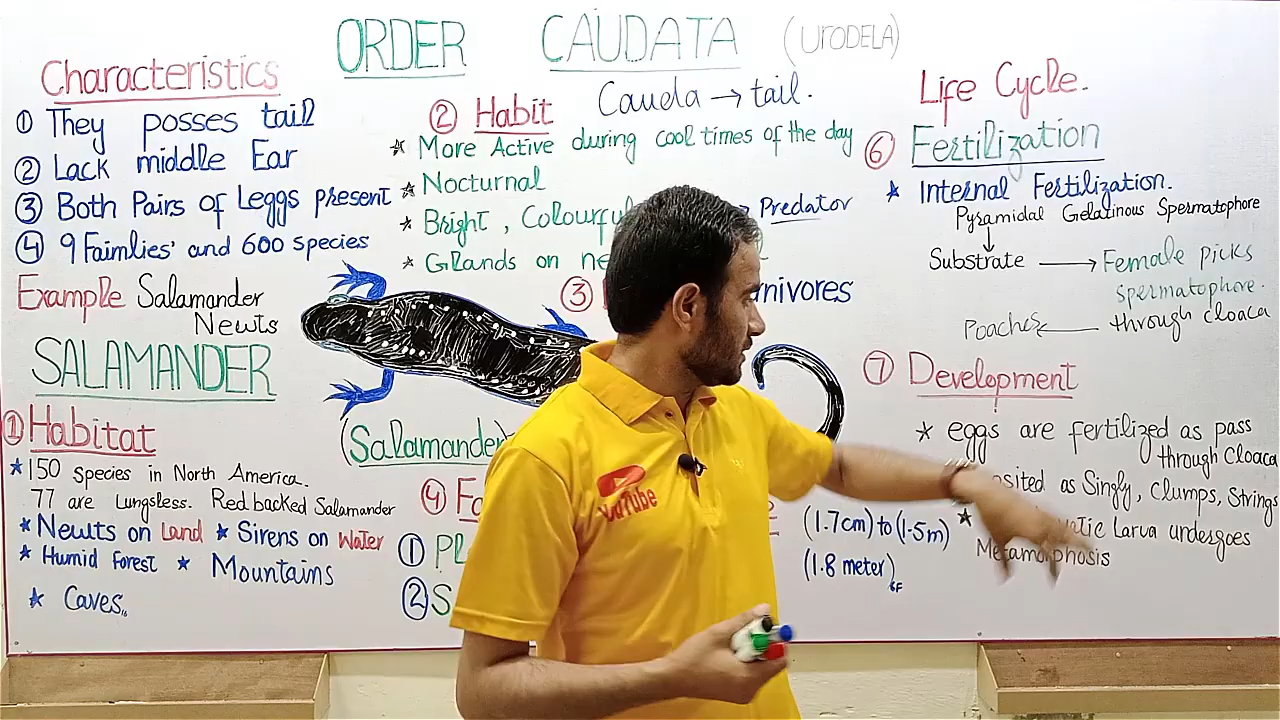 ORDER CAUDATA (UrODELA)
Characteristics
① They posses tail
② Lack middle Ear
③ Both Pairs of Leggs present
④ 9 Faimlies' and 600 species
Example Salamander
Newts
SALAMANDER
① Habitat
* 150 species in North America.
77 are Lungsless. Red backed Salamander
* Newts on Land * Sirens on Water
* Humid forest * Mountains
* Caves
② Habit
Cauda → tail.
* More Active during cool times of the day
* Nocturnal
* Bright, Colourful → Predator
* Glands on
③
(Salamander)
④
①
②
(1.7cm) to (1.5m)
(1.8 meter)
6F
YouTube
Life Cycle.
⑥ Fertilization
* Internal Fertilization.
Pyramidal Gelatinous Spermatophore
Substrate → Female picks
spermatophore.
Poaches ← through cloaca
⑦ Development
* eggs are fertilized as pass
through Cloaca
as Singly, Clumps, Strings
* Larva undergoes
Metamorphosis